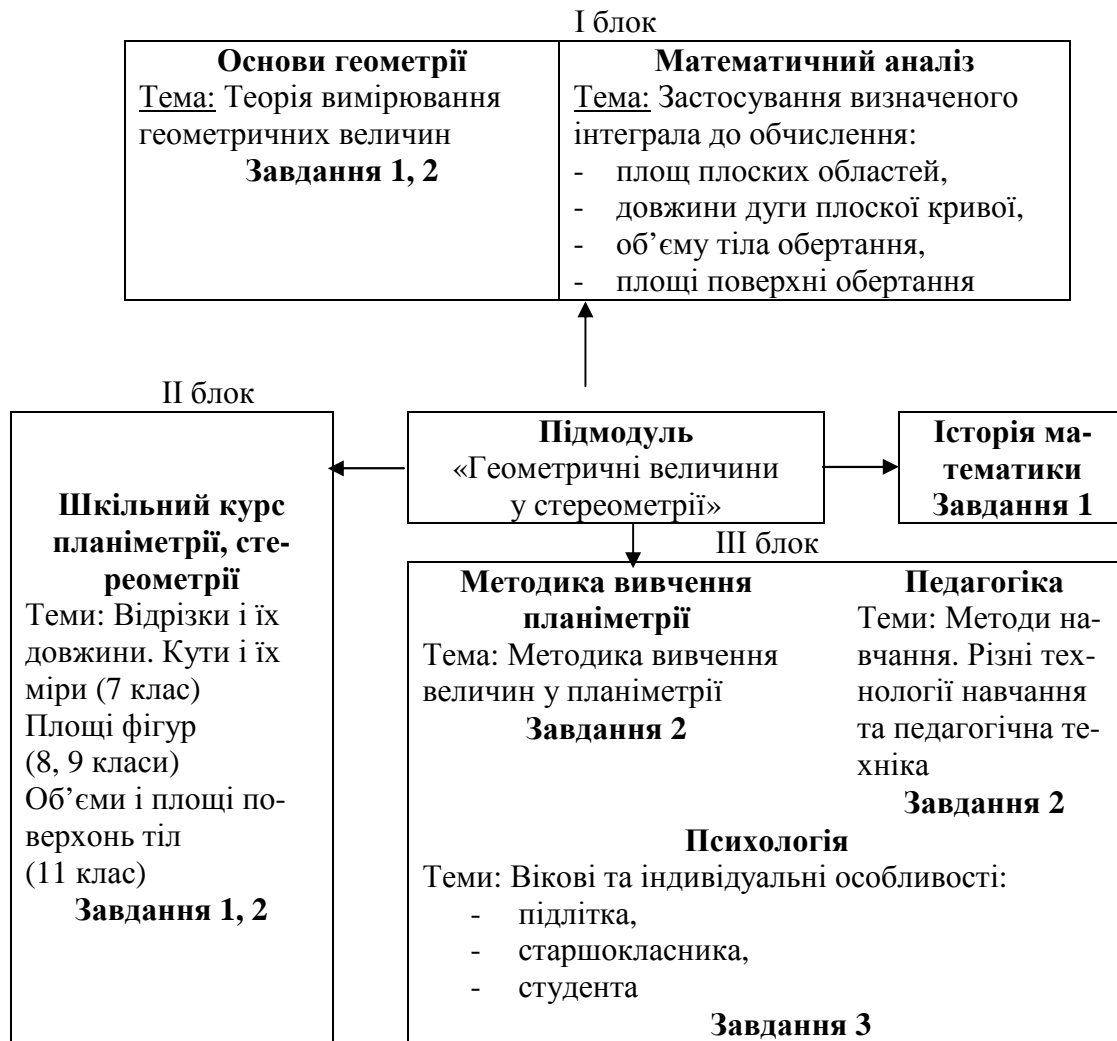 І блок
Основи геометрії
Тема: Теорія вимірювання
геометричних величин
Завдання 1, 2
Математичний аналіз
Тема: Застосування визначеного
інтеграла до обчислення:
- площ плоских областей,
- довжини дуги плоскої кривої,
- об’єму тіла обертання,
- площі поверхні обертання
ІІ блок
Шкільний курс
планіметрії, сте-
реометрії
Теми: Відрізки і їх
довжини. Кути і їх
міри (7 клас)
Площі фігур
(8, 9 класи)
Об’єми і площі по-
верхонь тіл
(11 клас)
Завдання 1, 2
Підмодуль
«Геометричні величини
у стереометрії»
Історія ма-
тематики
Завдання 1
ІІІ блок
Методика вивчення
планіметрії
Тема: Методика вивчення
величин у планіметрії
Завдання 2
Педагогіка
Теми: Методи на-
вчання. Різні тех-
нології навчання
та педагогічна те-
хніка
Завдання 2
Психологія
Теми: Вікові та індивідуальні особливості:
- підлітка,
- старшокласника,
- студента
Завдання 3